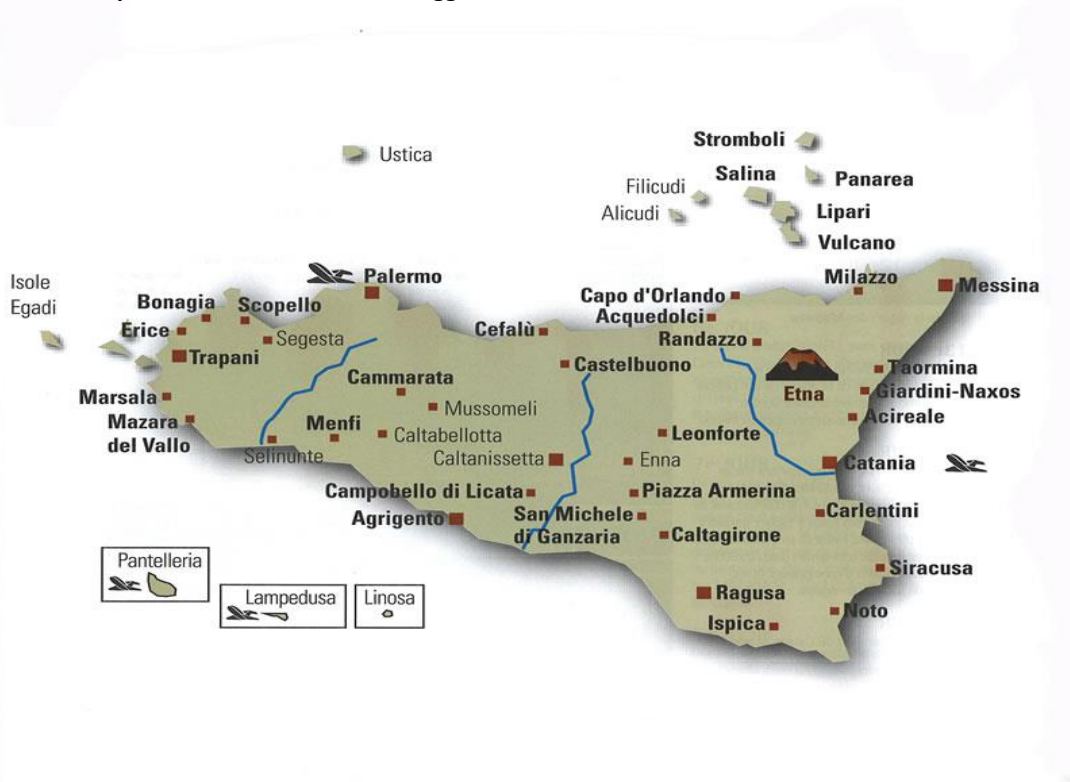 Stromboli
Ustica
Salina
Panarea
Filicudi
Alicudi
Lipari
Vulcano
Isole
Egadi
Palermo
Milazzo
Messina
Bonagia
Scopello
Capo d'Orlando
Acquedolci
Erice
Segesta
Cefalù
Randazzo
Trapani
Castelbuono
Taormina
Cammarata
Etna
Giardini-Naxos
Marsala
Mussomeli
Acireale
Mazara
del Vallo
Menfi
Caltabellotta
Leonforte
Selinunte
Caltanissetta
Enna
Catania
Campobello di Licata
Piazza Armerina
Agrigento
San Michele
di Ganzaria
Carlentini
Caltagirone
Pantelleria
Siracusa
Lampedusa
Linosa
Ragusa
Noto
Ispica